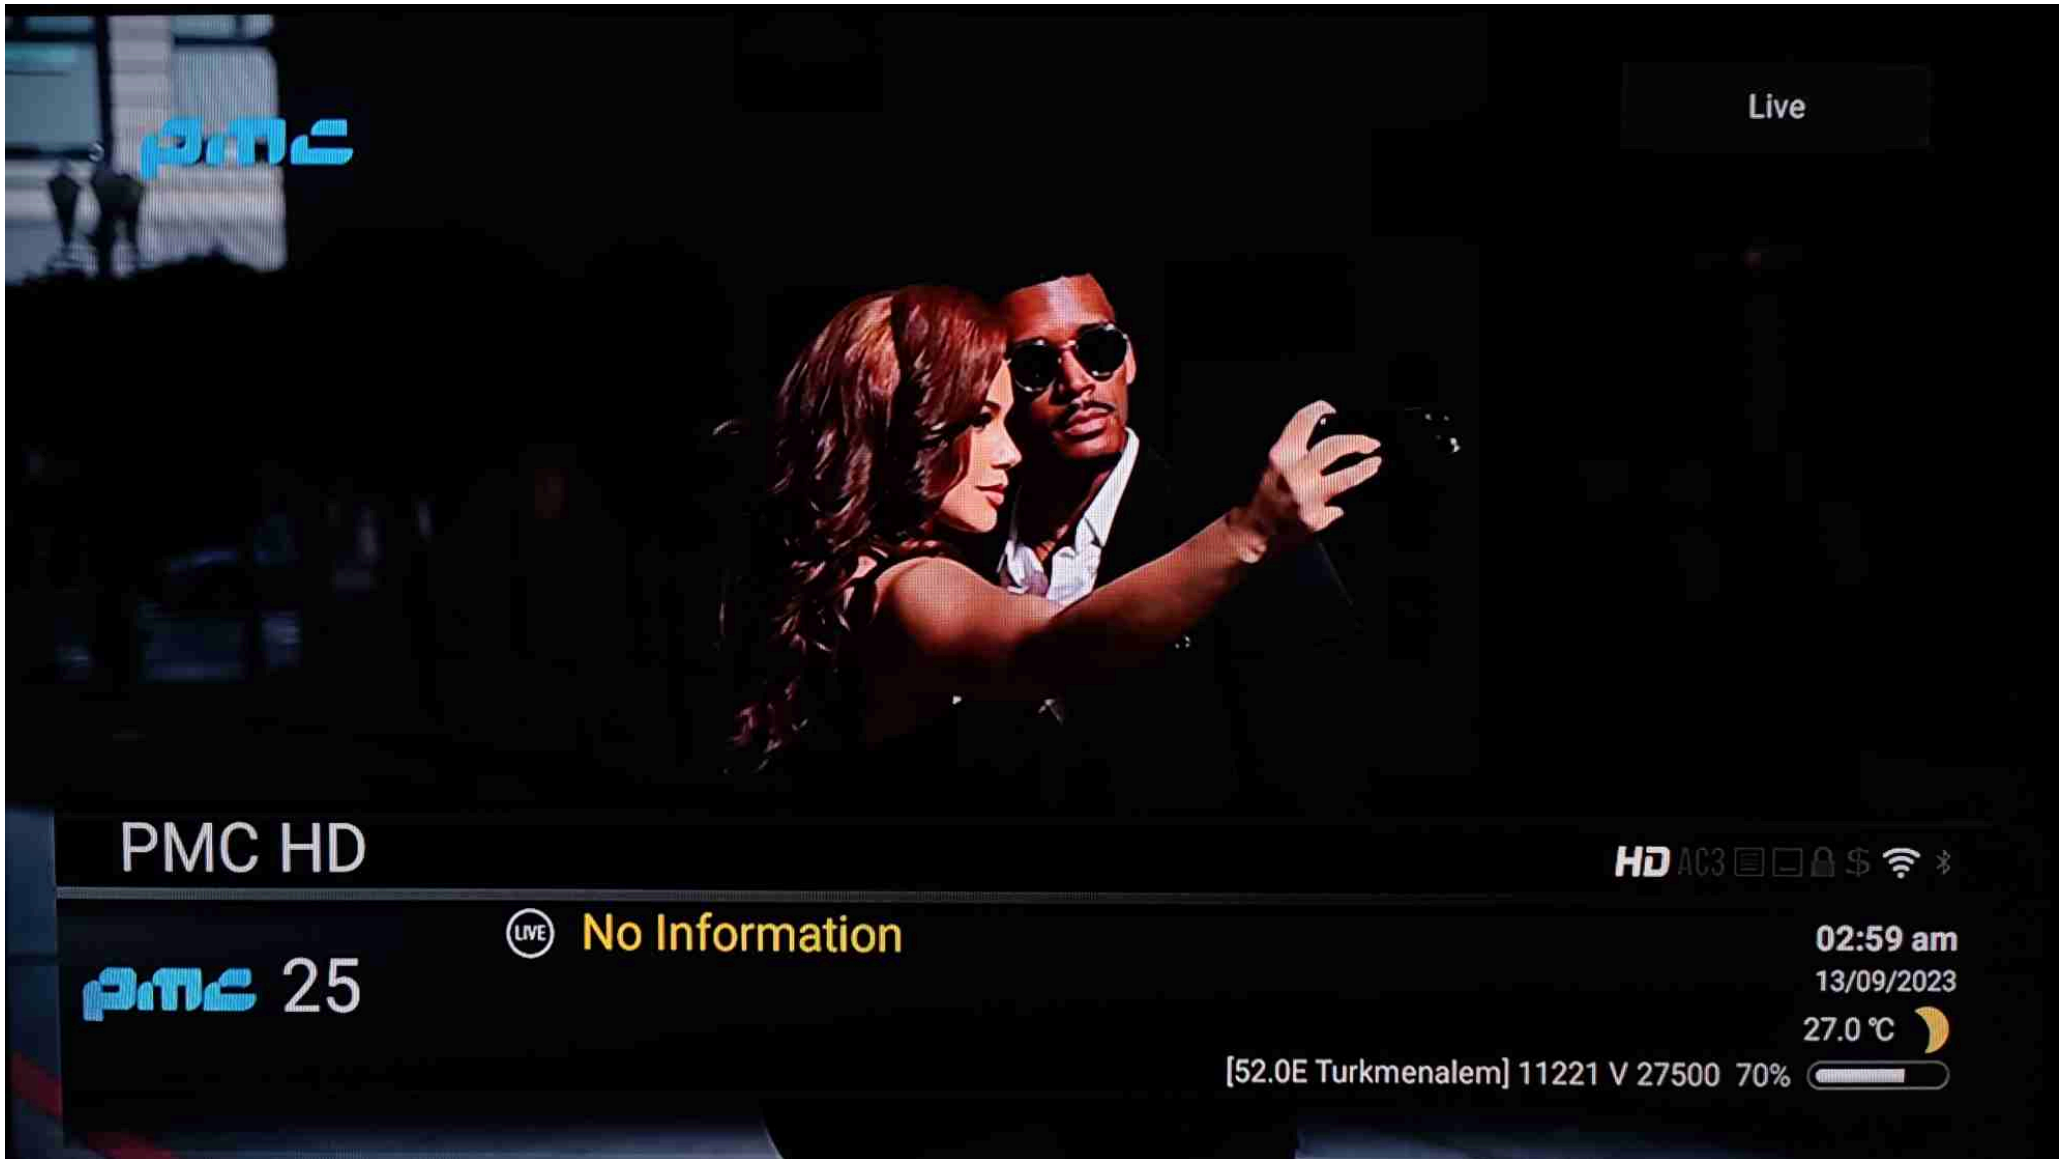 pmc
Live
PMC HD
HD AC3 $
LIVE No Information
pmc 25
02:59 am
13/09/2023
27.0 °C
[52.0E Turkmenalem] 11221 V 27500 70%